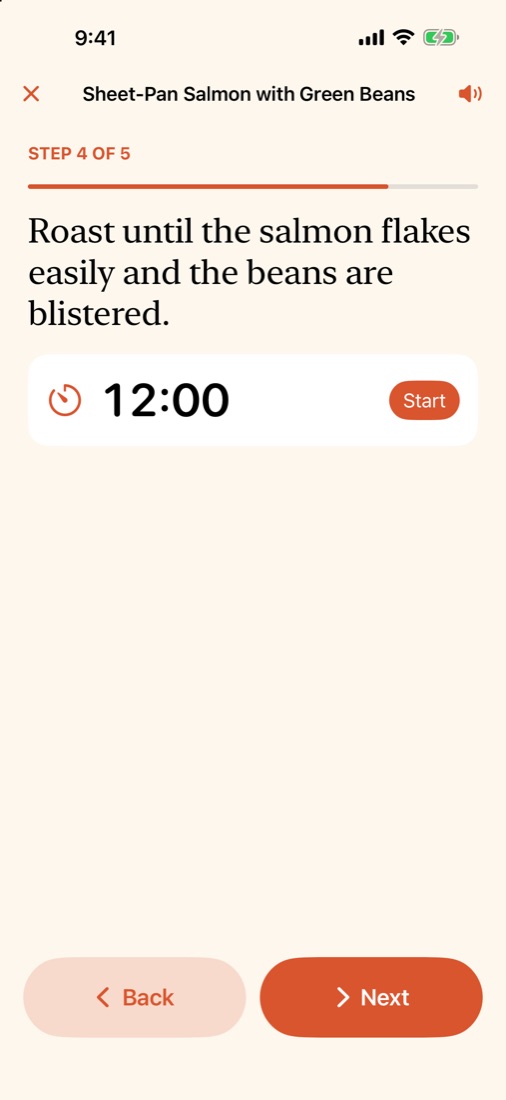 9:41
Sheet-Pan Salmon with Green Beans
STEP 4 OF 5
Roast until the salmon flakes
easily and the beans are
blistered.
12:00
Start
Back
Next